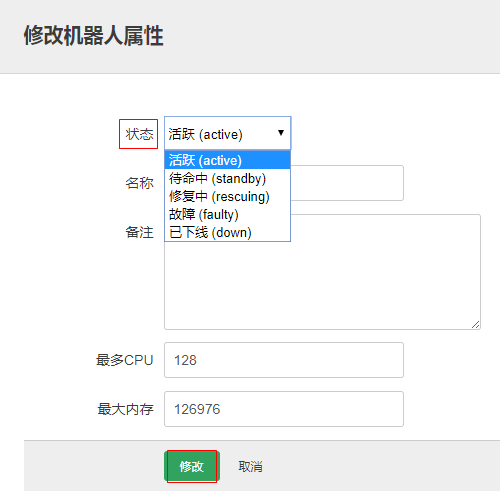 修改机器人属性
状态
活跃 (active)
活跃 (active)
待命中 (standby)
修复中 (rescuing)
故障 (faulty)
已下线 (down)
名称
备注
最多CPU
128
最大内存
126976
修改
取消